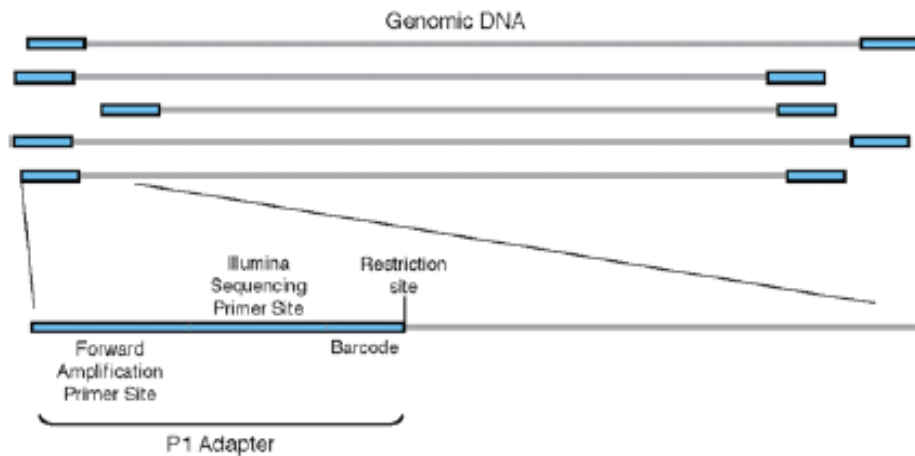 Genomic DNA
Illumina
Sequencing
Primer Site
Restriction
site
Forward
Amplification
Primer Site
Barcode
P1 Adapter